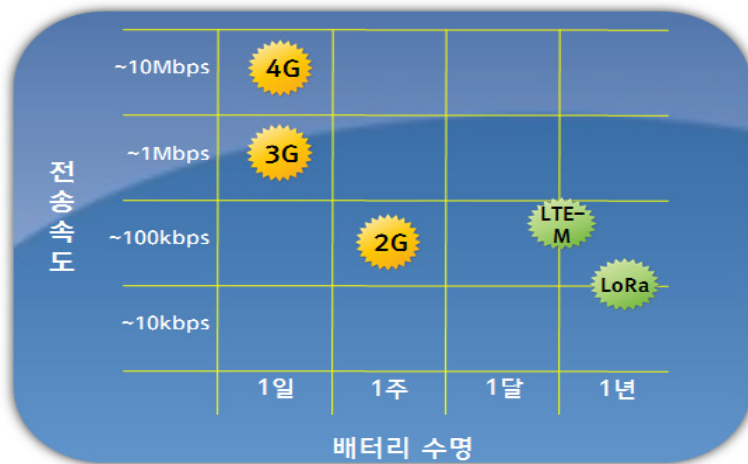 ~10Mbps
4G
~1Mbps
3G
전송속도
~100kbps
2G
LTE-
M
LoRa
~10kbps
1일
1주
1달
1년
배터리 수명